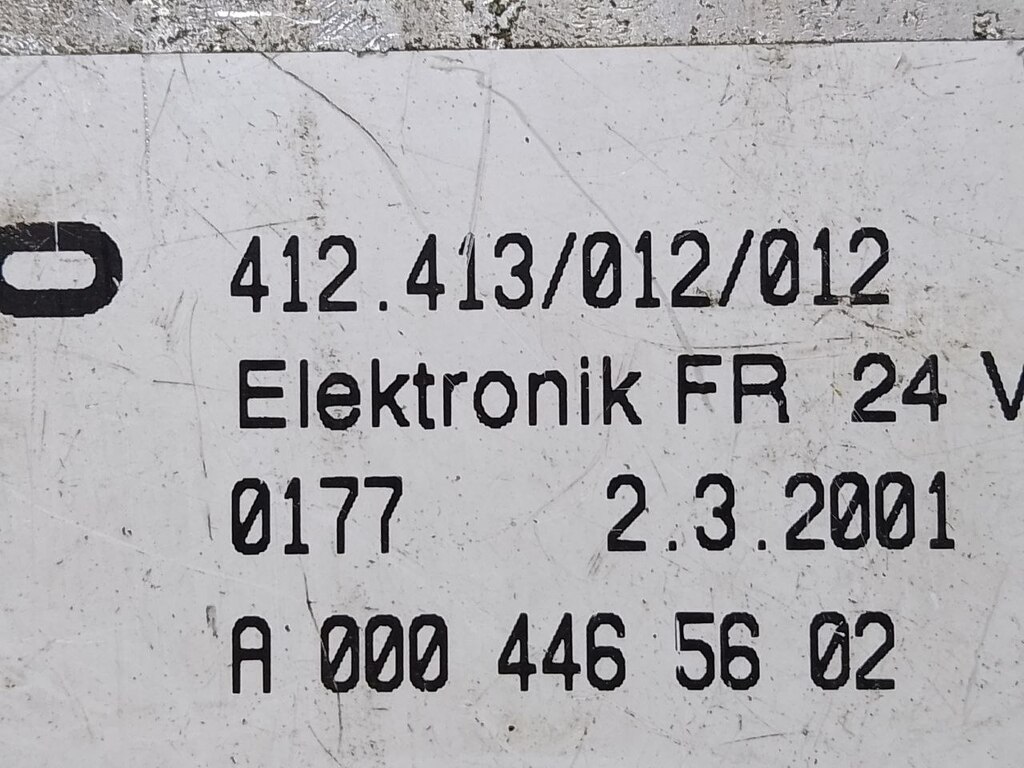 412.413/012/012
Elektronik FR 24 V
0177 2.3.2001
A 000 446 56 02